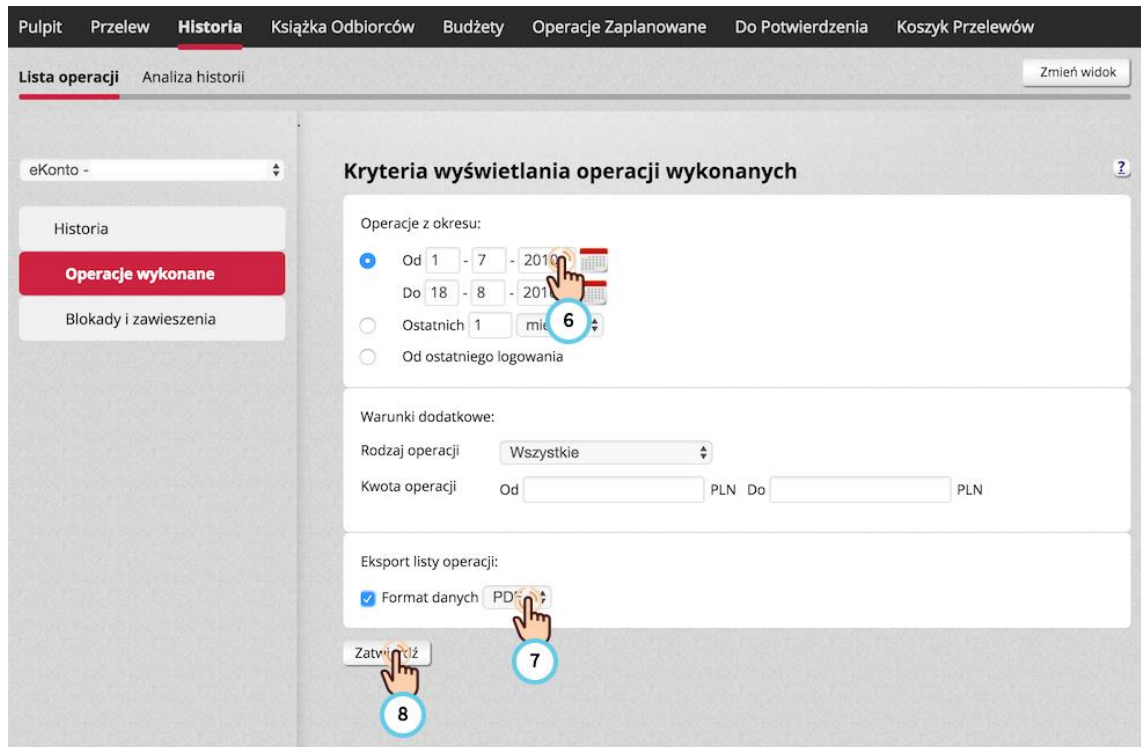 Pulpit Przelew Historia Książka Odbiorców Budżety Operacje Zaplanowane Do Potwierdzenia Koszyk Przelewów
Lista operacji Analiza historii Zmień widok
eKonto -
Historia
Operacje wykonane
Blokady i zawieszenia
Kryteria wyświetlania operacji wykonanych ?
Operacje z okresu:
Od 1 - 7 -
Do 18 - 8 -
6
Ostatnich 1
Od ostatniego logowania
Warunki dodatkowe:
Rodzaj operacji Wszystkie
Kwota operacji Od PLN Do PLN
Eksport listy operacji:
Format danych PDF
7
Zatwierdź
8